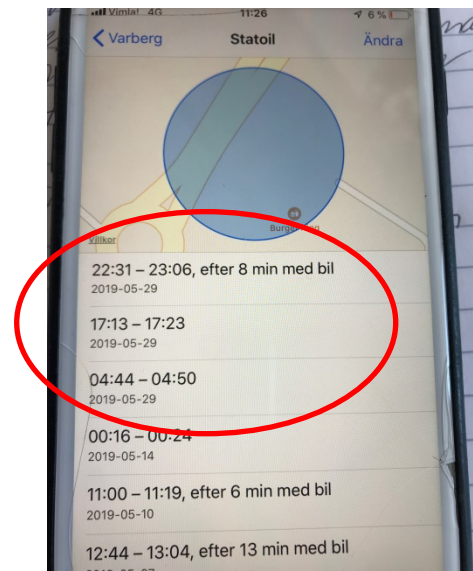 Vimla! 4G 11:26 6 %
Varberg Statoil Ändra
Villkor
22:31 – 23:06, efter 8 min med bil
2019-05-29
17:13 – 17:23
2019-05-29
04:44 – 04:50
2019-05-29
00:16 – 00:24
2019-05-14
11:00 – 11:19, efter 6 min med bil
2019-05-10
12:44 – 13:04, efter 13 min med bil